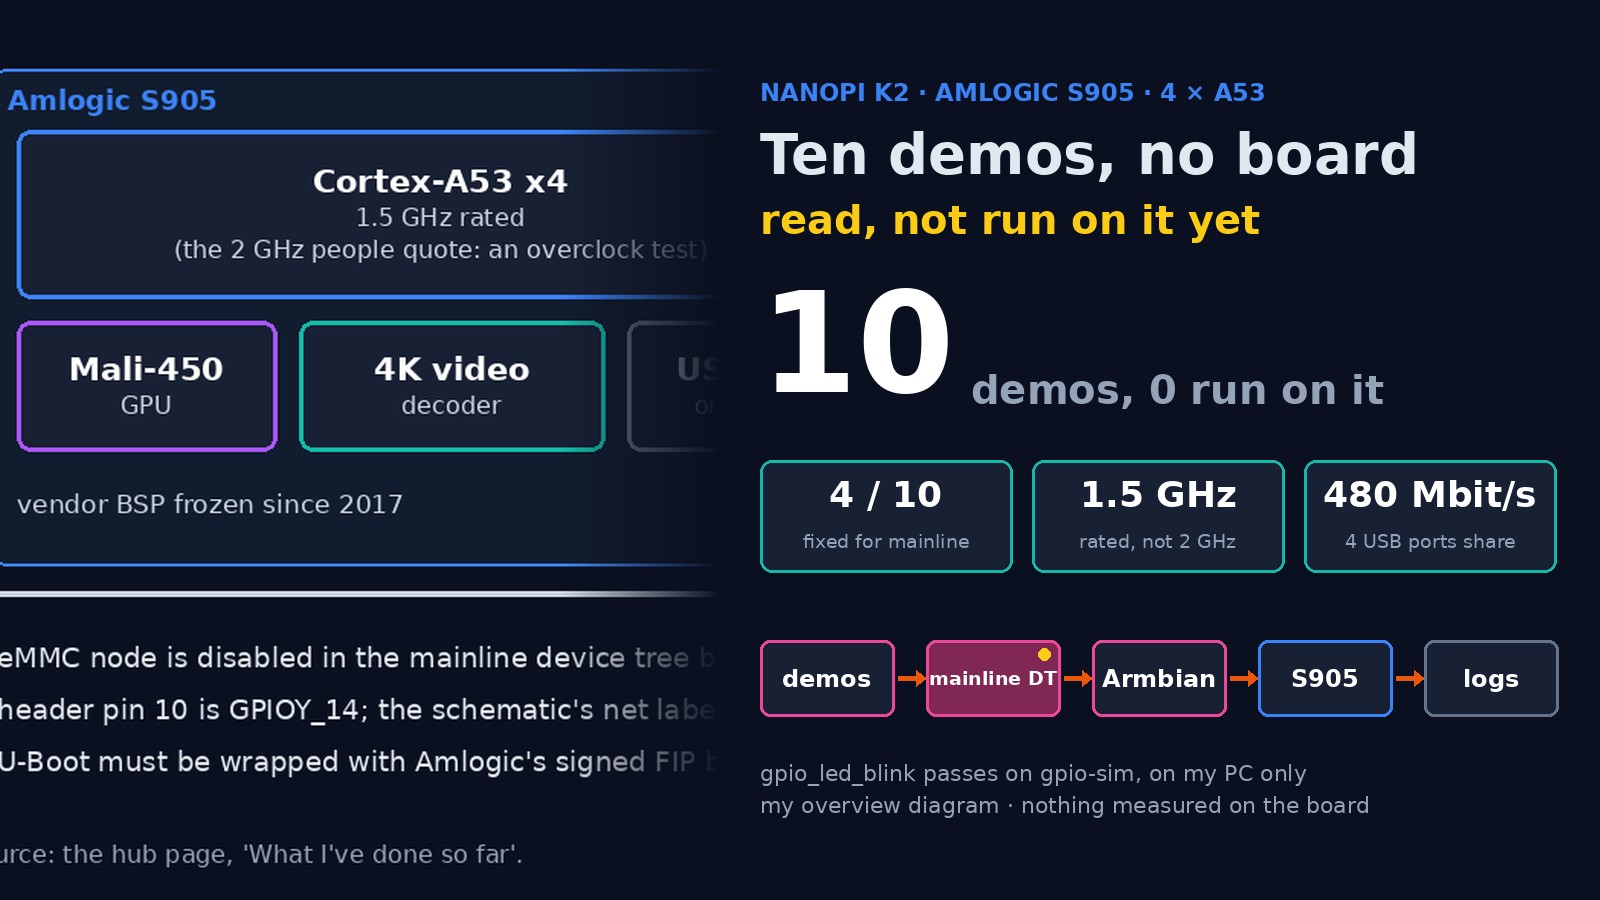 Amlogic S905
Cortex-A53 x4
1.5 GHz rated
(the 2 GHz people quote: an overclock test)
Mali-450
GPU
4K video
decoder
vendor BSP frozen since 2017
eMMC node is disabled in the mainline device tree
header pin 10 is GPIOY_14; the schematic's net
U-Boot must be wrapped with Amlogic's signed FIP
the hub page, 'What I've done so far'.
NANOPI K2 · AMLOGIC S905 · 4 × A53
Ten demos, no board
read, not run on it yet
10 demos, 0 run on it
4 / 10
fixed for mainline
1.5 GHz
rated, not 2 GHz
480 Mbit/s
4 USB ports share
demos
mainline DT
Armbian
S905
logs
gpio_led_blink passes on gpio-sim, on my PC only
my overview diagram · nothing measured on the board